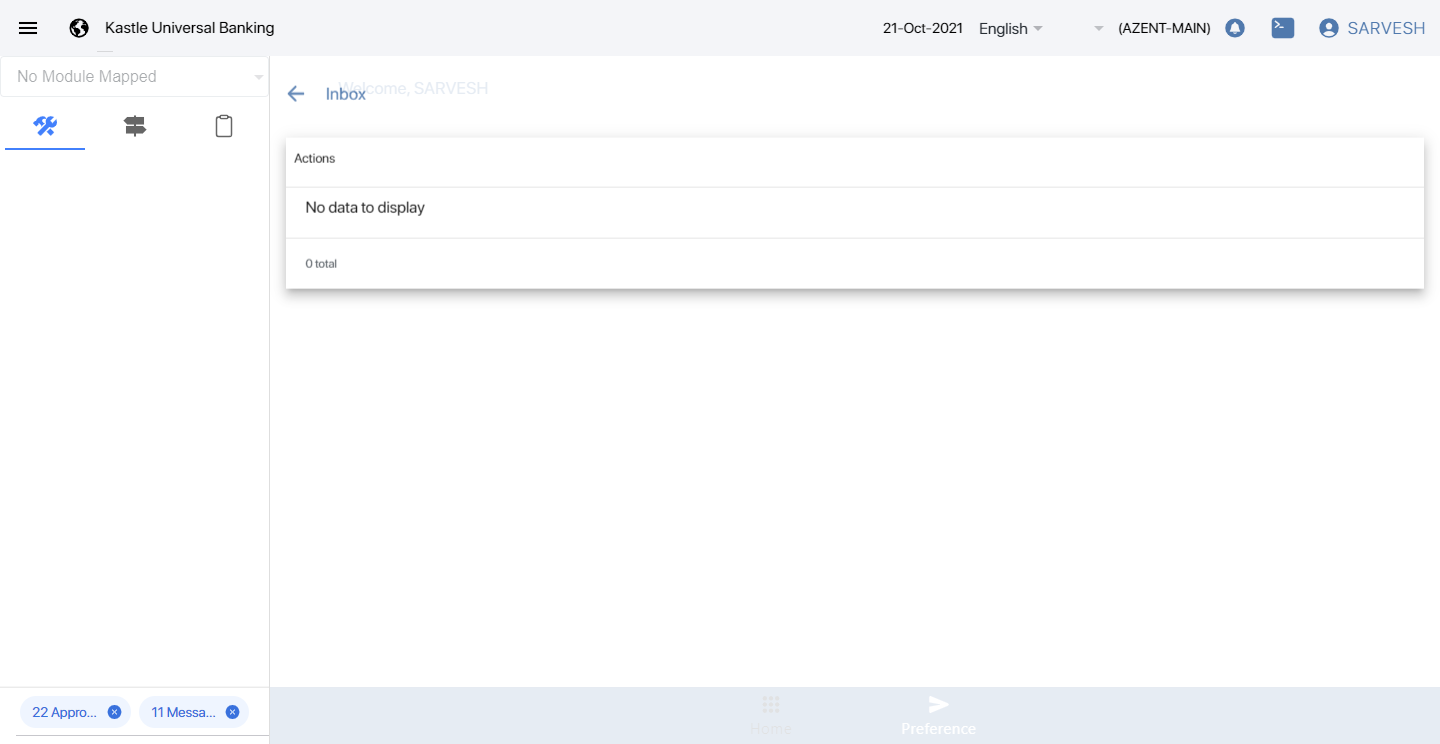 Kastle Universal Banking
21-Oct-2021 English (AZENT-MAIN) SARVESH
No Module Mapped
Welcome, SARVESH
Inbox
Actions
No data to display
0 total
22 Appro...
11 Messa...
Home
Preference